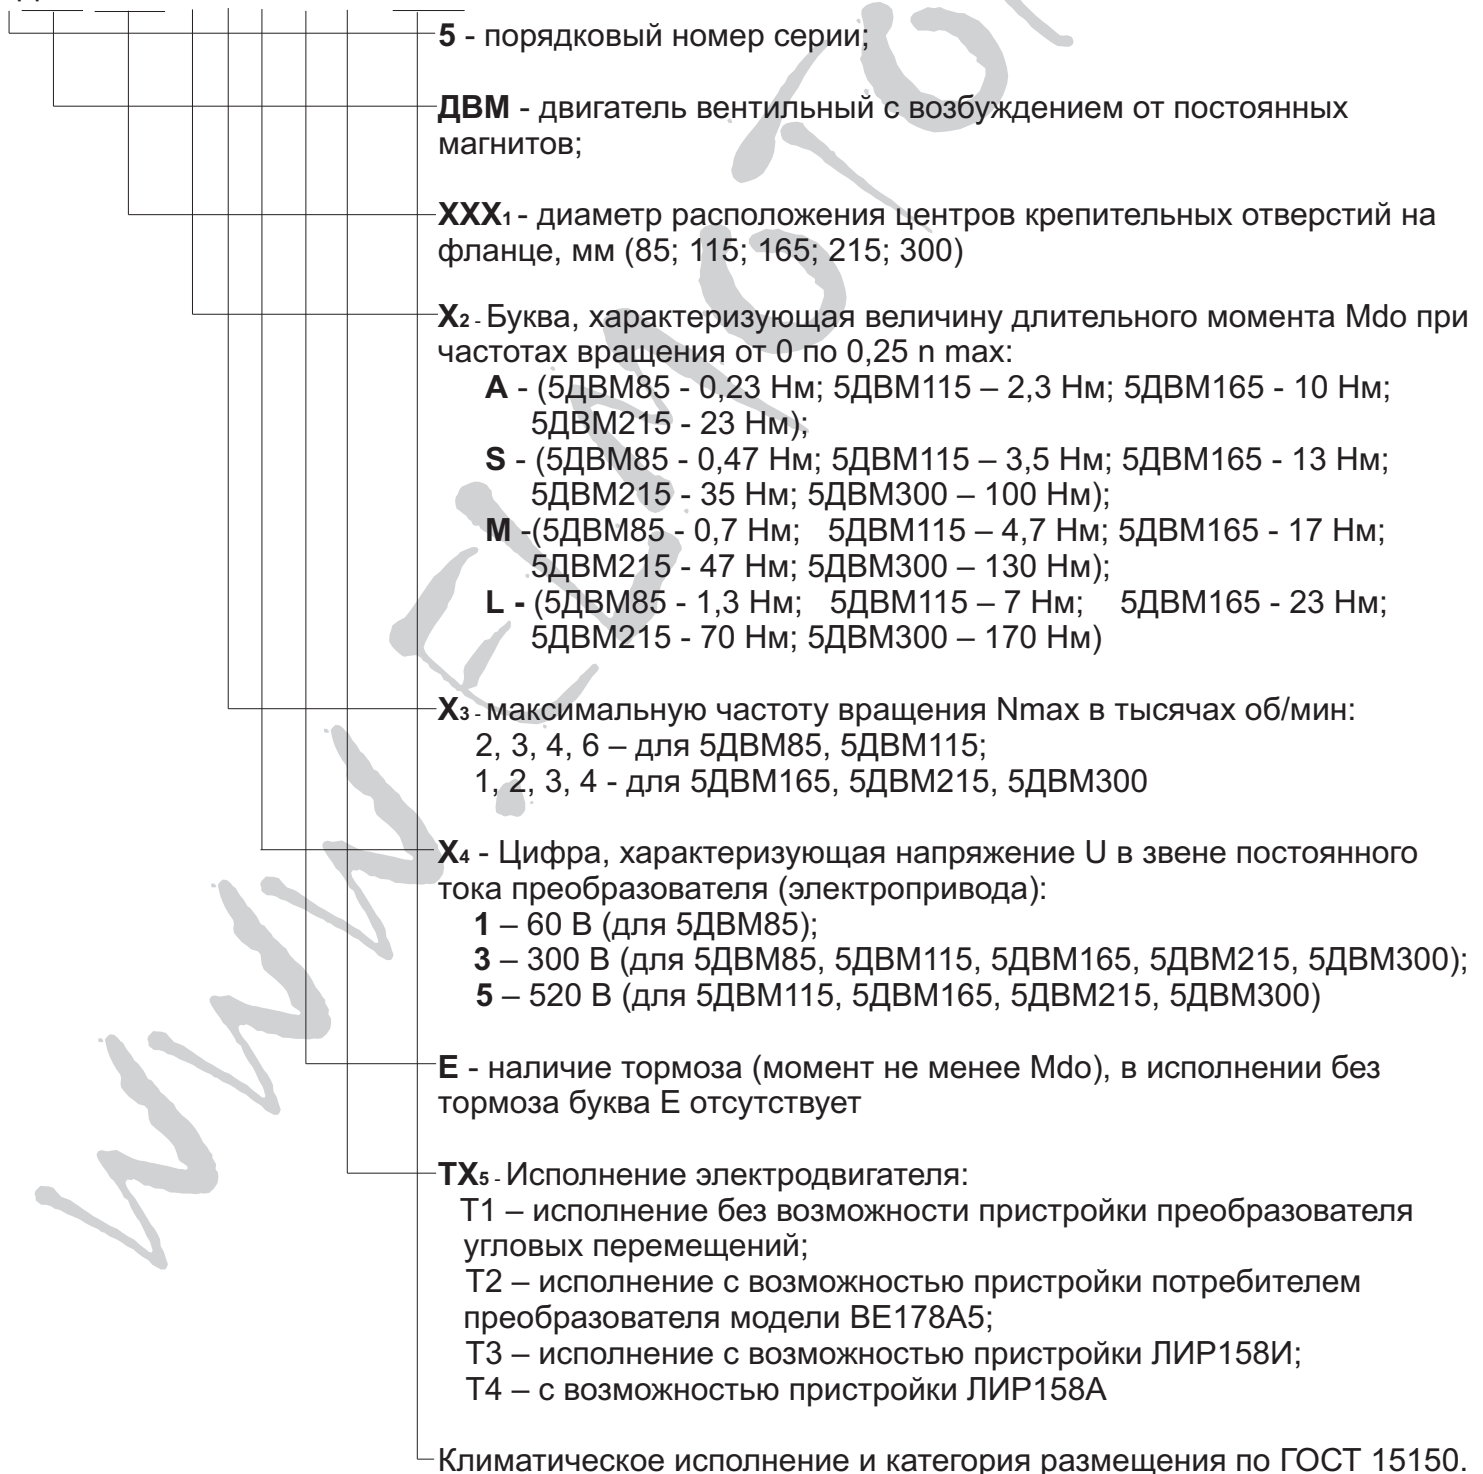 5 - порядковый номер серии;
ДВМ - двигатель вентильный с возбуждением от постоянных
магнитов;
XXX1 - диаметр расположения центров крепительных отверстий на
фланце, мм (85; 115; 165; 215; 300)
X2 - Буква, характеризующая величину длительного момента Mdo при
частотах вращения от 0 по 0,25 n max:
A - (5ДВМ85 - 0,23 Нм; 5ДВМ115 – 2,3 Нм; 5ДВМ165 - 10 Нм;
5ДВМ215 - 23 Нм);
S - (5ДВМ85 - 0,47 Нм; 5ДВМ115 – 3,5 Нм; 5ДВМ165 - 13 Нм;
5ДВМ215 - 35 Нм; 5ДВМ300 – 100 Нм);
M -(5ДВМ85 - 0,7 Нм; 5ДВМ115 – 4,7 Нм; 5ДВМ165 - 17 Нм;
5ДВМ215 - 47 Нм; 5ДВМ300 – 130 Нм);
L - (5ДВМ85 - 1,3 Нм; 5ДВМ115 – 7 Нм; 5ДВМ165 - 23 Нм;
5ДВМ215 - 70 Нм; 5ДВМ300 – 170 Нм)
X3 - максимальную частоту вращения Nmax в тысячах об/мин:
2, 3, 4, 6 – для 5ДВМ85, 5ДВМ115;
1, 2, 3, 4 - для 5ДВМ165, 5ДВМ215, 5ДВМ300
X4 - Цифра, характеризующая напряжение U в звене постоянного
тока преобразователя (электропривода):
1 – 60 В (для 5ДВМ85);
3 – 300 В (для 5ДВМ85, 5ДВМ115, 5ДВМ165, 5ДВМ215, 5ДВМ300);
5 – 520 В (для 5ДВМ115, 5ДВМ165, 5ДВМ215, 5ДВМ300)
E - наличие тормоза (момент не менее Mdo), в исполнении без
тормоза буква Е отсутствует
TX5 - Исполнение электродвигателя:
Т1 – исполнение без возможности пристройки преобразователя
угловых перемещений;
Т2 – исполнение с возможностью пристройки потребителем
преобразователя модели ВЕ178А5;
Т3 – исполнение с возможностью пристройки ЛИР158И;
Т4 – с возможностью пристройки ЛИР158А
Климатическое исполнение и категория размещения по ГОСТ 15150.
WWW.ELMOTO